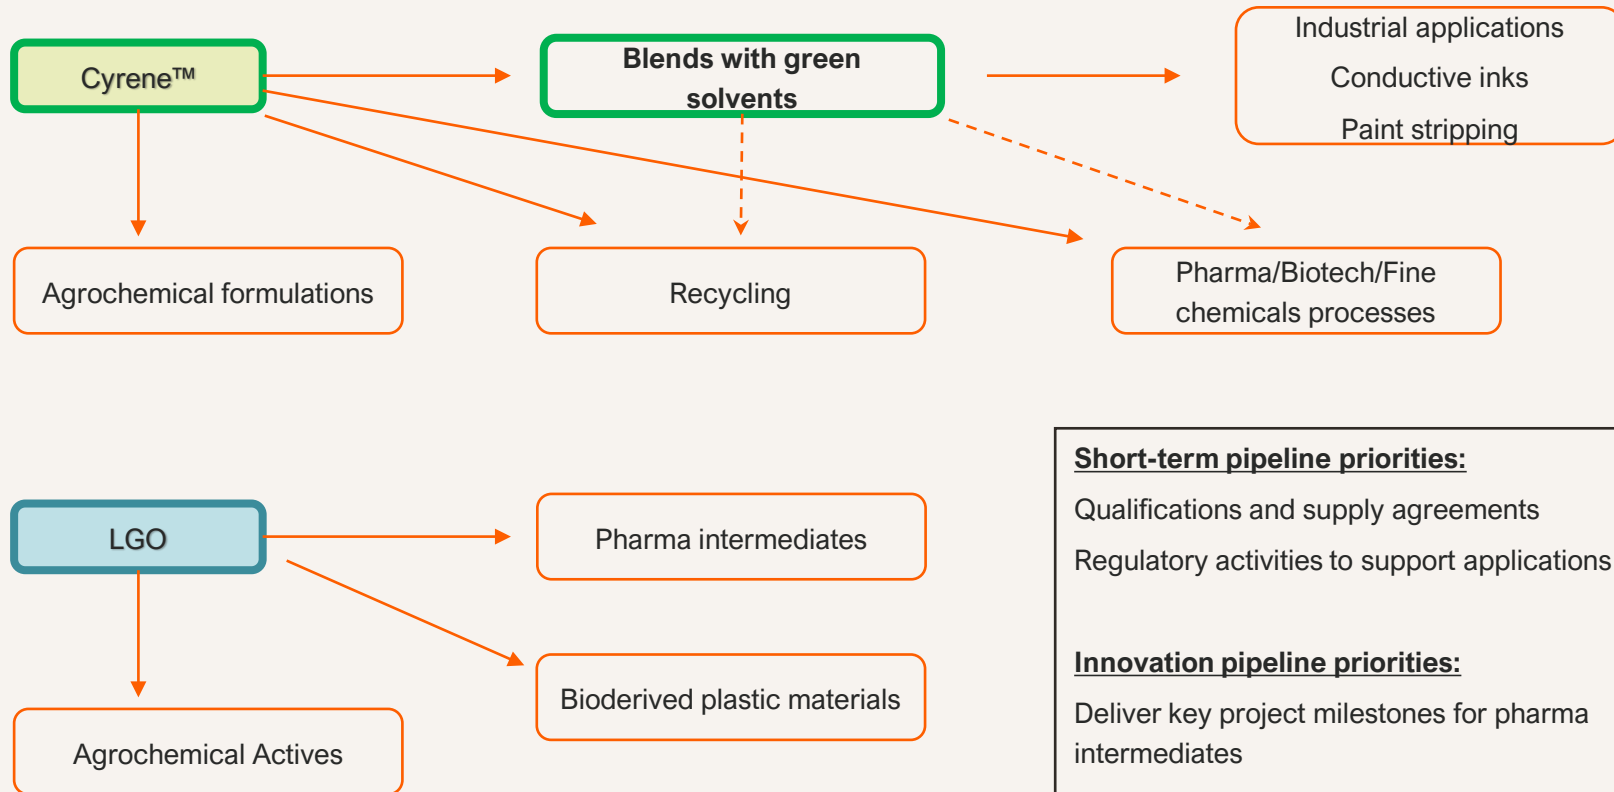 Cyrene™
Blends with green
solvents
Industrial applications
Conductive inks
Paint stripping
Agrochemical formulations
Recycling
Pharma/Biotech/Fine
chemicals processes
LGO
Pharma intermediates
Bioderived plastic materials
Agrochemical Actives
Short-term pipeline priorities:
Qualifications and supply agreements
Regulatory activities to support applications
Innovation pipeline priorities:
Deliver key project milestones for pharma
intermediates